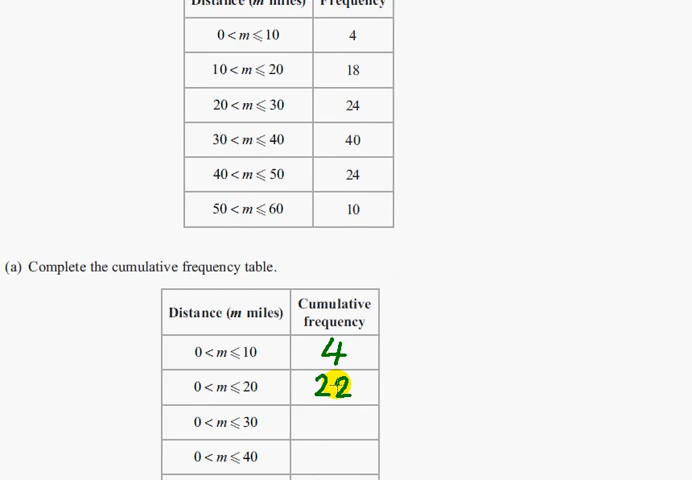 Distance (m miles) Frequency
0 < m ⩽ 10 4
10 < m ⩽ 20 18
20 < m ⩽ 30 24
30 < m ⩽ 40 40
40 < m ⩽ 50 24
50 < m ⩽ 60 10
(a) Complete the cumulative frequency table.
Distance (m miles) Cumulative frequency
0 < m ⩽ 10 4
0 < m ⩽ 20 22
0 < m ⩽ 30
0 < m ⩽ 40